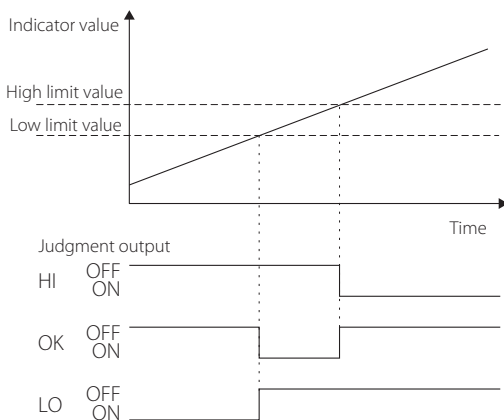 Indicator value
High limit value
Low limit value
Time
Judgment output
HI OFF
ON
OK OFF
ON
LO OFF
ON